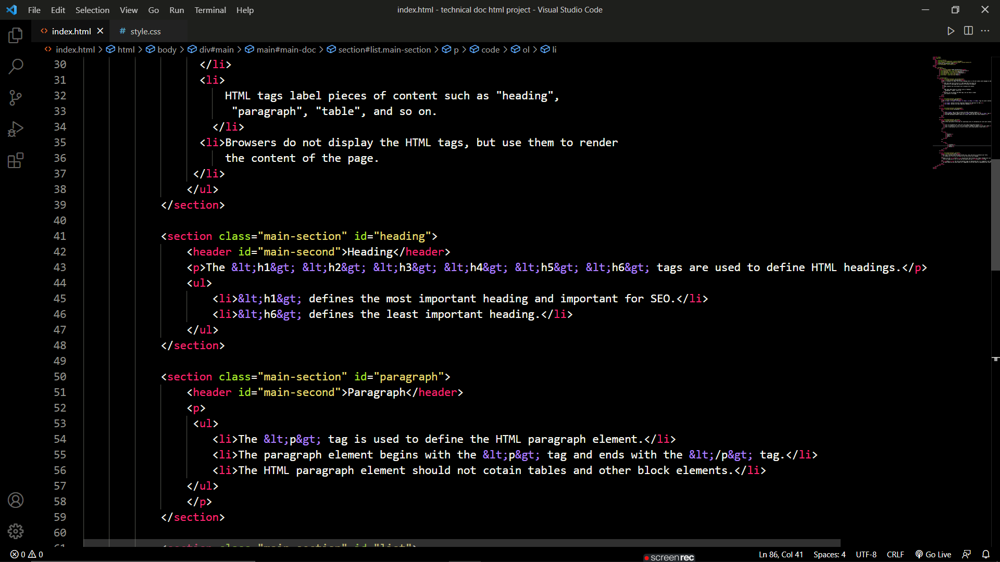 File Edit Selection View Go Run Terminal Help
index.html - technical doc html project - Visual Studio Code
index.html
# style.css
index.html > html > body > div#main > main#main-doc > section#list.main-section > p > code > ol > li
30 </li>
31 <li>
32 HTML tags label pieces of content such as "heading",
33 "paragraph", "table", and so on.
34 </li>
35 <li>Browsers do not display the HTML tags, but use them to render
36 the content of the page.
37 </li>
38 </ul>
39 </section>
40
41 <section class="main-section" id="heading">
42 <header id="main-second">Heading</header>
43 <p>The &lt;h1&gt; &lt;h2&gt; &lt;h3&gt; &lt;h4&gt; &lt;h5&gt; &lt;h6&gt; tags are used to define HTML headings.</p>
44 <ul>
45 <li>&lt;h1&gt; defines the most important heading and important for SEO.</li>
46 <li>&lt;h6&gt; defines the least important heading.</li>
47 </ul>
48 </section>
49
50 <section class="main-section" id="paragraph">
51 <header id="main-second">Paragraph</header>
52 <p>
53 <ul>
54 <li>The &lt;p&gt; tag is used to define the HTML paragraph element.</li>
55 <li>The paragraph element begins with the &lt;p&gt; tag and ends with the &lt;/p&gt; tag.</li>
56 <li>The HTML paragraph element should not cotain tables and other block elements.</li>
57 </ul>
58 </p>
59 </section>
60
61 <section class="main-section" id="list">
0 0
Ln 86, Col 41 Spaces: 4 UTF-8 CRLF Go Live
screenrec